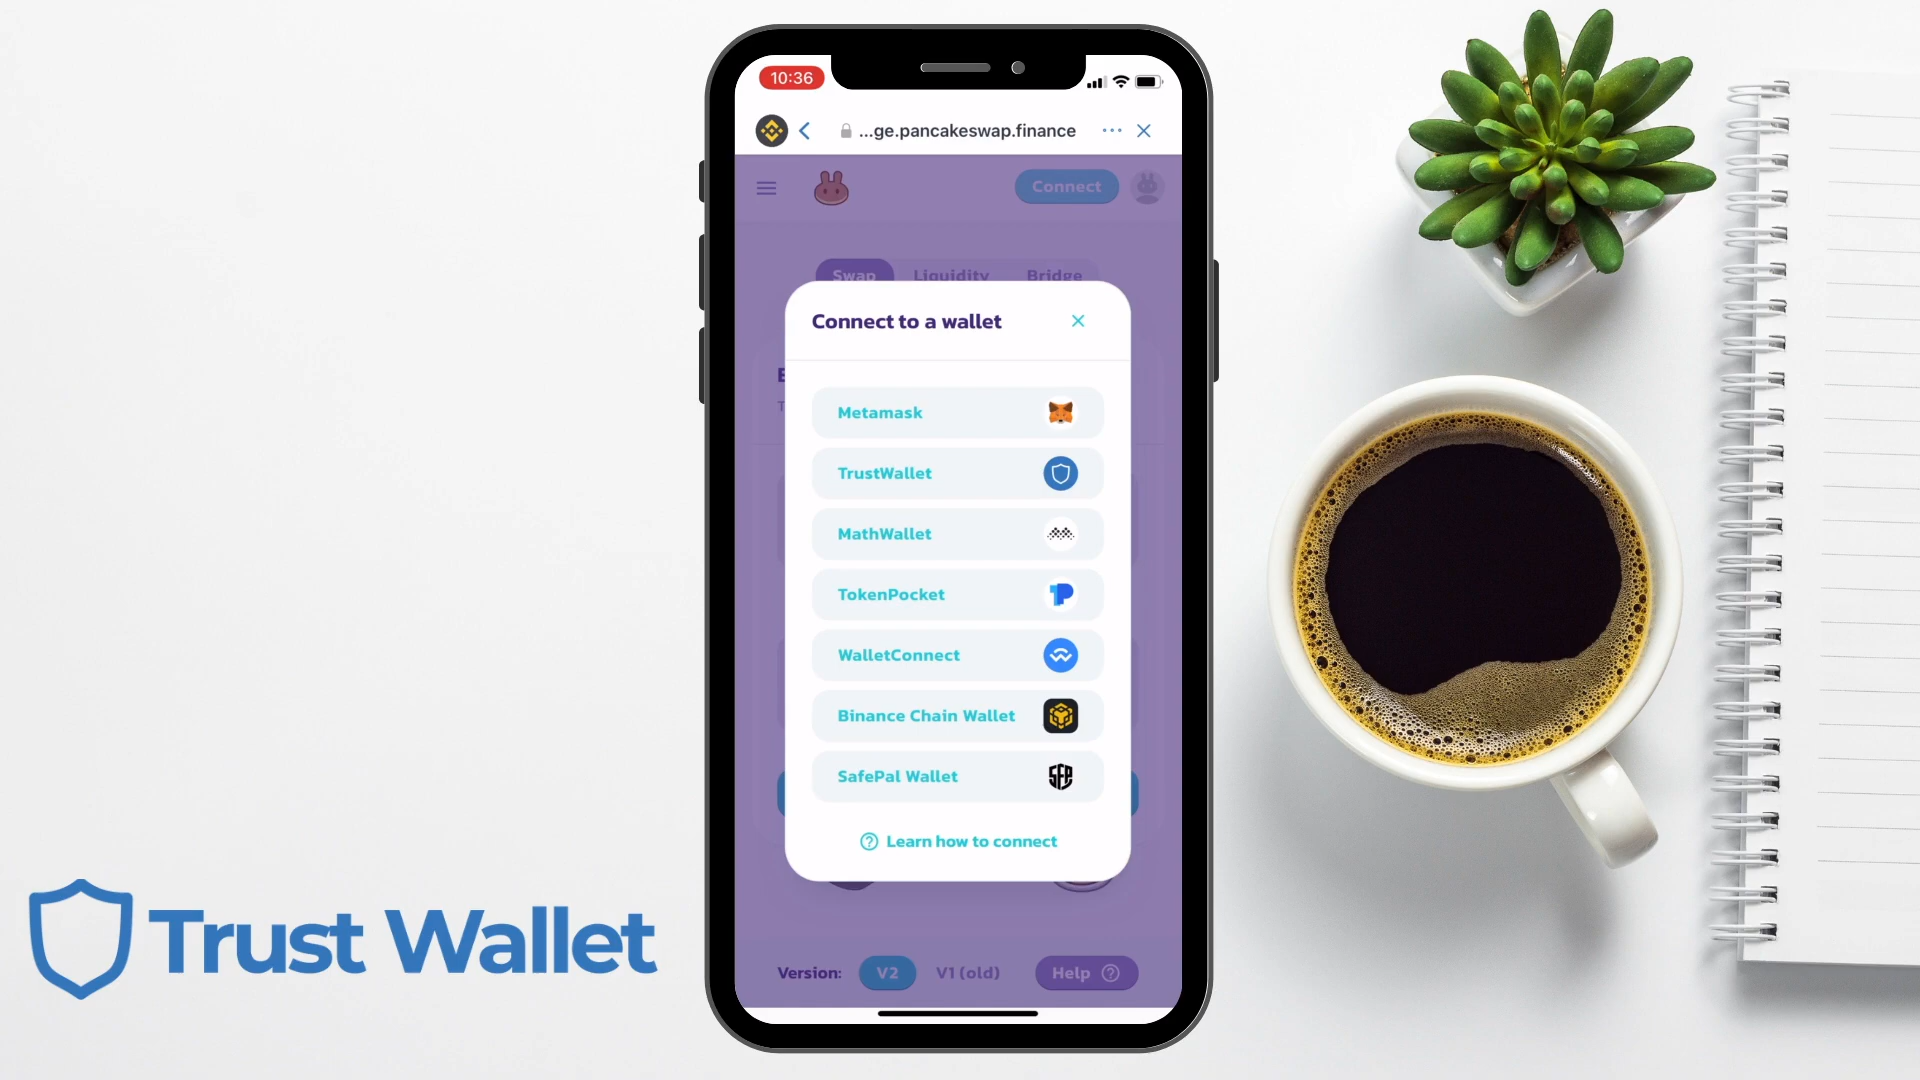 10:36
...ge.pancakeswap.finance
Connect
Swap Liquidity Bridge
Connect to a wallet
Metamask
TrustWallet
MathWallet
TokenPocket
WalletConnect
Binance Chain Wallet
SafePal Wallet
SFP
Learn how to connect
Trust Wallet
Version: V2 V1 (old) Help